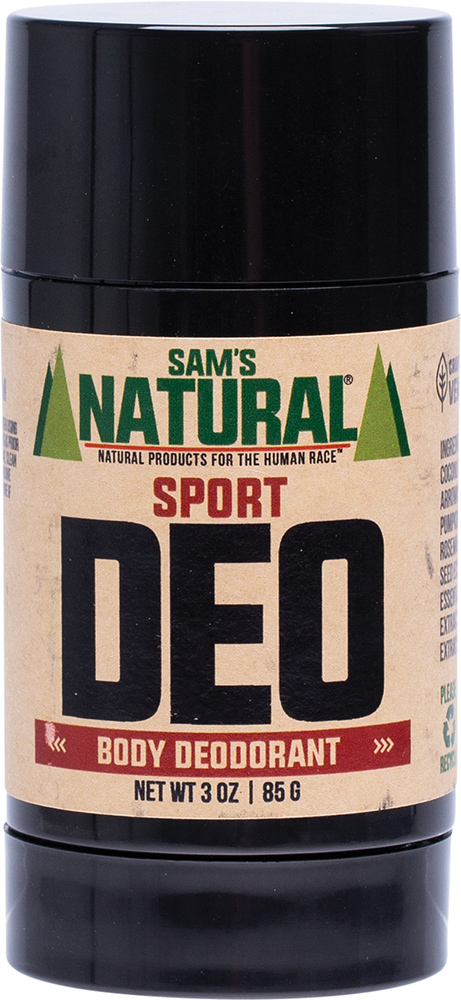 SAM'S
NATURAL®
NATURAL PRODUCTS FOR THE HUMAN RACE™
SPORT
DEO
BODY DEODORANT
NET WT 3 OZ | 85 G